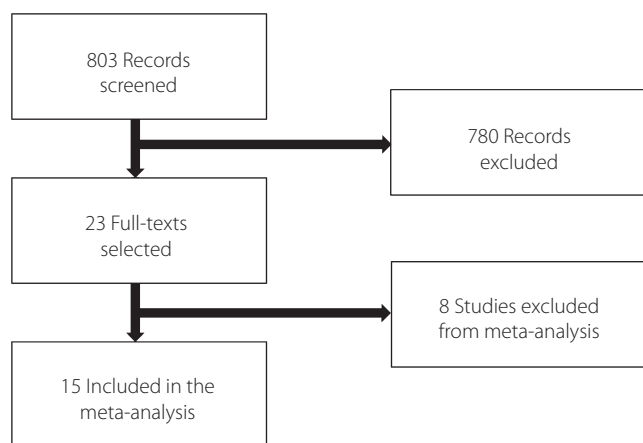 803 Records
screened
780 Records
excluded
23 Full-texts
selected
8 Studies excluded
from meta-analysis
15 Included in the
meta-analysis